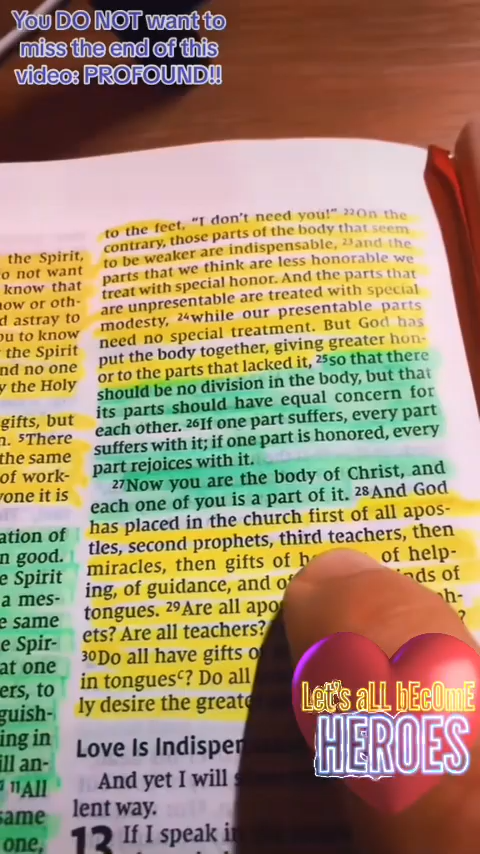 You DO NOT want to
miss the end of this
video: PROFOUND!!
the Spirit,
o not want
know that
ow or oth-
d astray to
ou to know
the Spirit
nd no one
y the Holy
gifts, but
n. 5There
the same
of work-
yone it is
ation of
n good.
e Spirit
a mes-
e same
e Spir-
at one
ers, to
guish-
ing in
ill an-
11All
same
one,
to the feet, "I don't need you!" 22On the
contrary, those parts of the body that seem
to be weaker are indispensable, 23and the
parts that we think are less honorable we
treat with special honor. And the parts that
are unpresentable are treated with special
modesty, 24while our presentable parts
need no special treatment. But God has
put the body together, giving greater hon-
or to the parts that lacked it, 25so that there
should be no division in the body, but that
its parts should have equal concern for
each other. 26If one part suffers, every part
suffers with it; if one part is honored, every
part rejoices with it.
27Now you are the body of Christ, and
each one of you is a part of it. 28And God
has placed in the church first of all apos-
tles, second prophets, third teachers, then
miracles, then gifts of of help-
ing, of guidance, and of nds of
tongues. 29Are all apo ph-
ets? Are all teachers? ?
30Do all have gifts o
in tonguesc? Do all
ly desire the great
Love Is Indispen
And yet I will s
lent way.
13 If I speak in
Let's aLL bEcOmE
HEROES